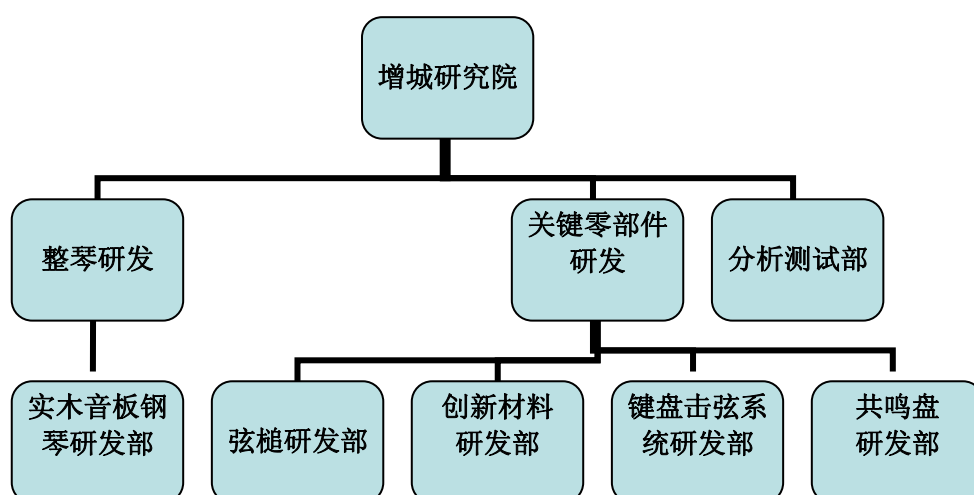 增城研究院
整琴研发
关键零部件
研发
分析测试部
实木音板钢
琴研发部
弦槌研发部
创新材料
研发部
键盘击弦系
统研发部
共鸣盘
研发部